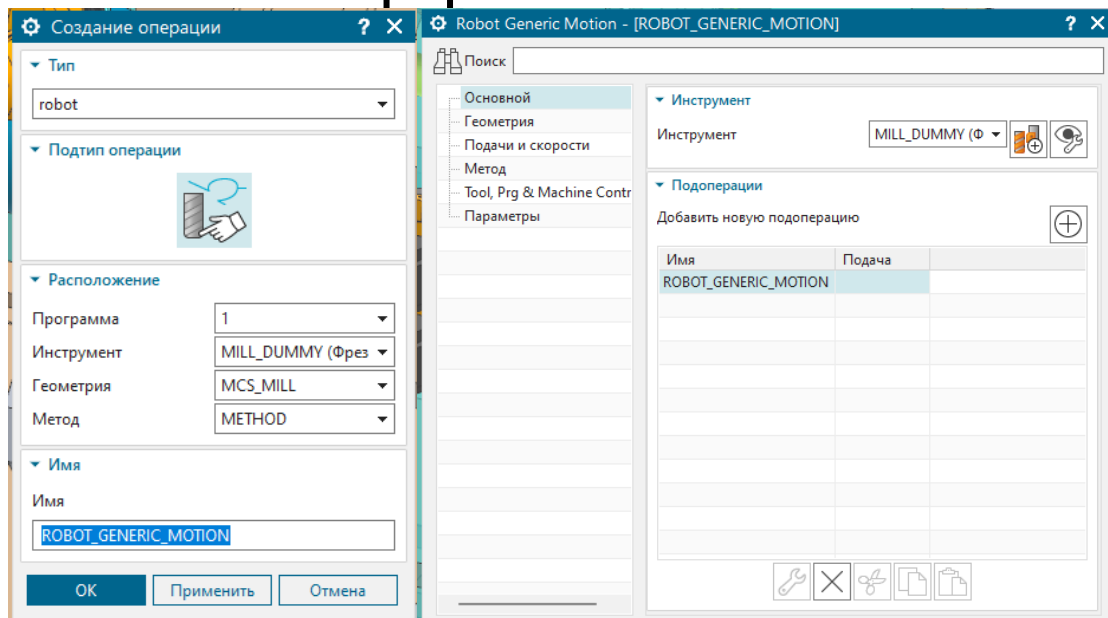 Создание операции ? X
Тип
robot
Подтип операции
Расположение
Программа 1
Инструмент MILL_DUMMY (Фрез
Геометрия MCS_MILL
Метод METHOD
Имя
Имя
ROBOT_GENERIC_MOTION
OK Применить Отмена
Robot Generic Motion - [ROBOT_GENERIC_MOTION] ? X
Поиск
Основной
Геометрия
Подачи и скорости
Метод
Tool, Prg & Machine Contr
Параметры
Инструмент
Инструмент MILL_DUMMY (Ф
Подоперации
Добавить новую подоперацию
Имя Подача
ROBOT_GENERIC_MOTION